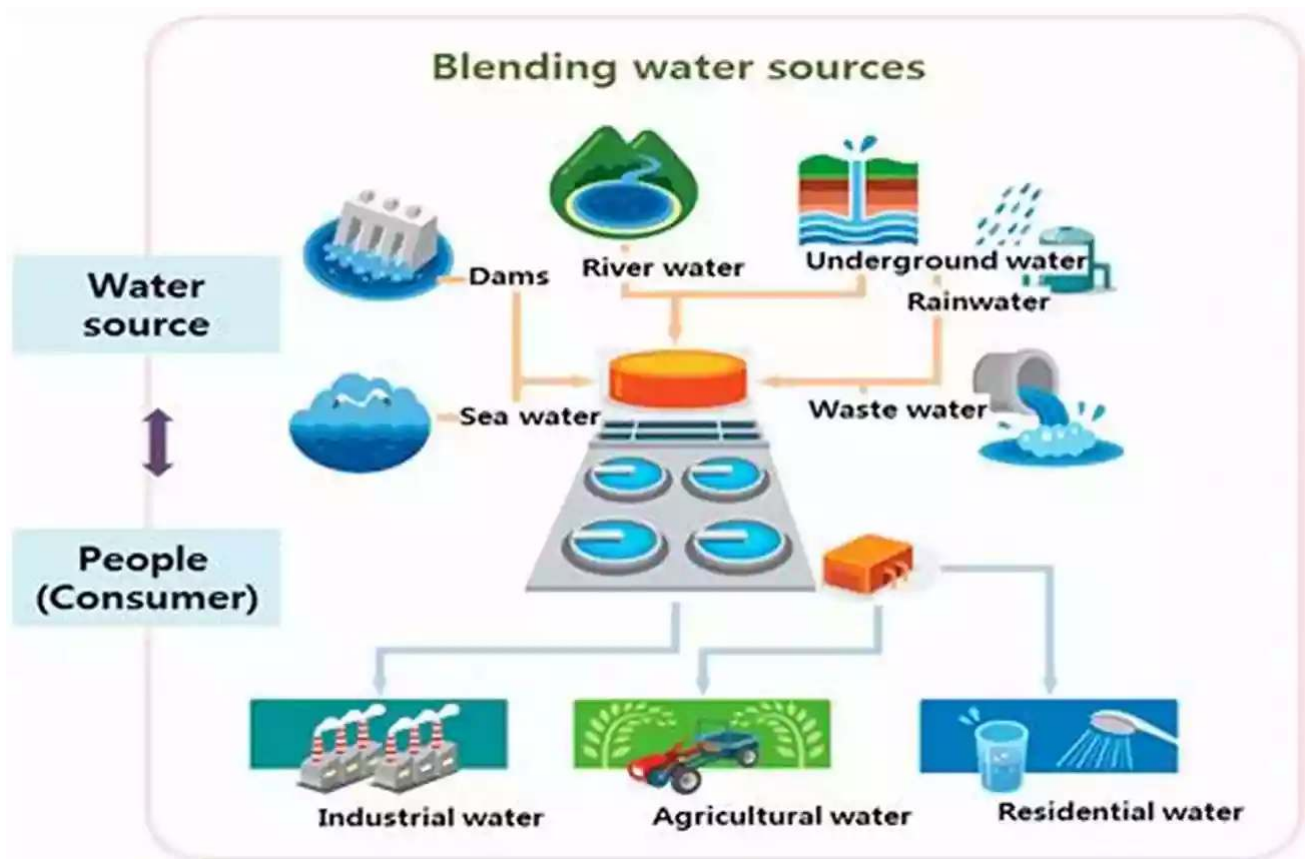 Blending water sources
Water
source
Dams
River water
Underground water
Rainwater
Sea water
Waste water
People
(Consumer)
Industrial water
Agricultural water
Residential water